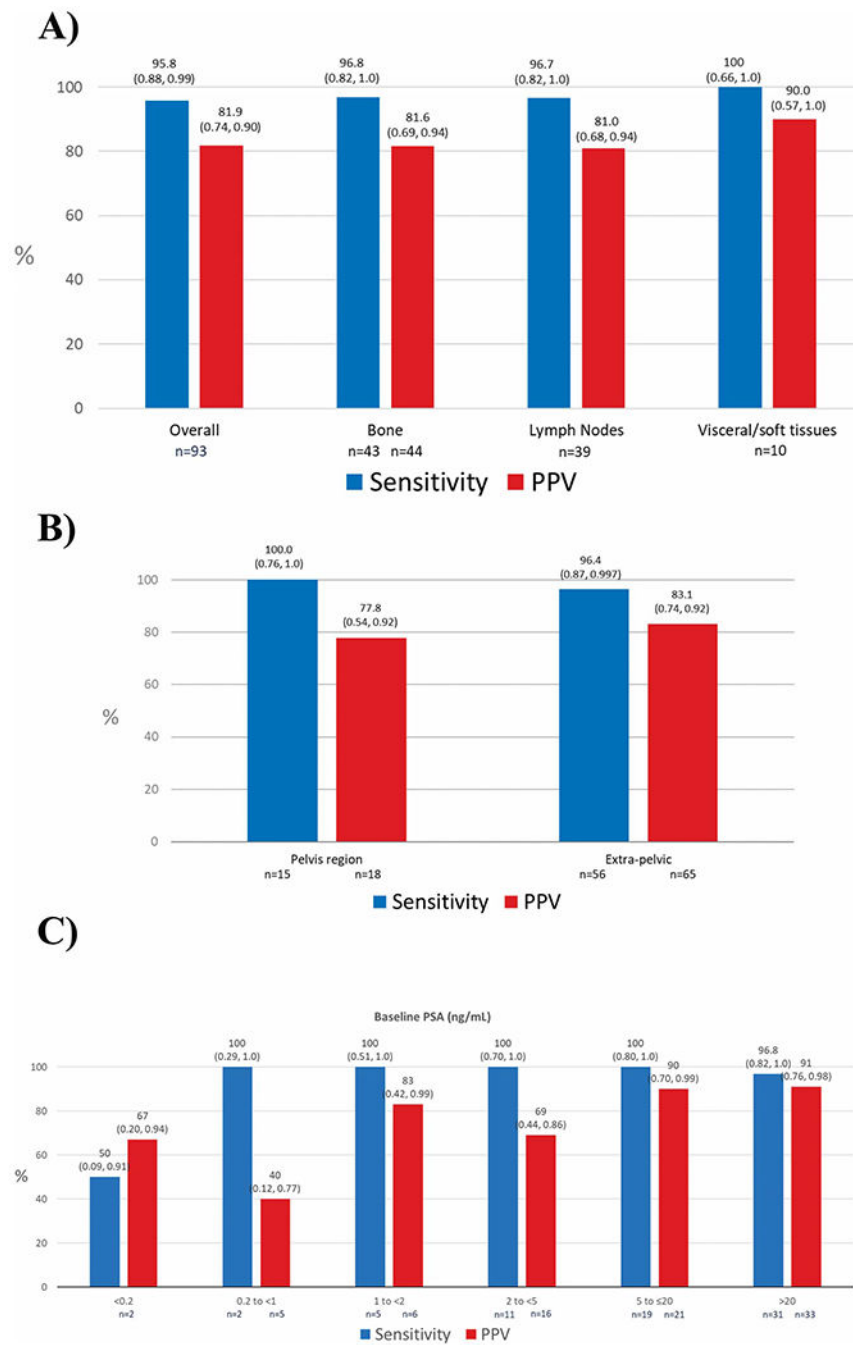 A)
95.8 96.8 96.7 100
(0.88, 0.99) (0.82, 1.0) (0.82, 1.0) (0.66, 1.0)
81.9 81.6 81.0 90.0
(0.74, 0.90) (0.69, 0.94) (0.68, 0.94) (0.57, 1.0)
100
80
60
%
40
20
0
Overall Bone Lymph Nodes Visceral/soft tissues
n=93 n=43 n=44 n=39 n=10
Sensitivity PPV
B)
100.0 96.4
(0.76, 1.0) (0.87, 0.997)
77.8 83.1
(0.54, 0.92) (0.74, 0.92)
100
80
60
%
40
20
0
Pelvis region Extra-pelvic
n=15 n=18 n=56 n=65
Sensitivity PPV
C)
Baseline PSA (ng/mL)
50 100 100 100 100 96.8
(0.09, 0.91) (0.29, 1.0) (0.51, 1.0) (0.70, 1.0) (0.80, 1.0) (0.82, 1.0)
67 40 83 69 90 91
(0.20, 0.94) (0.12, 0.77) (0.42, 0.99) (0.44, 0.86) (0.70, 0.99) (0.76, 0.98)
100
80
60
%
40
20
0
<0.2 0.2 to <1 1 to <2 2 to <5 5 to ≤20 >20
n=2 n=2 n=5 n=5 n=6 n=11 n=16 n=19 n=21 n=31 n=33
Sensitivity PPV